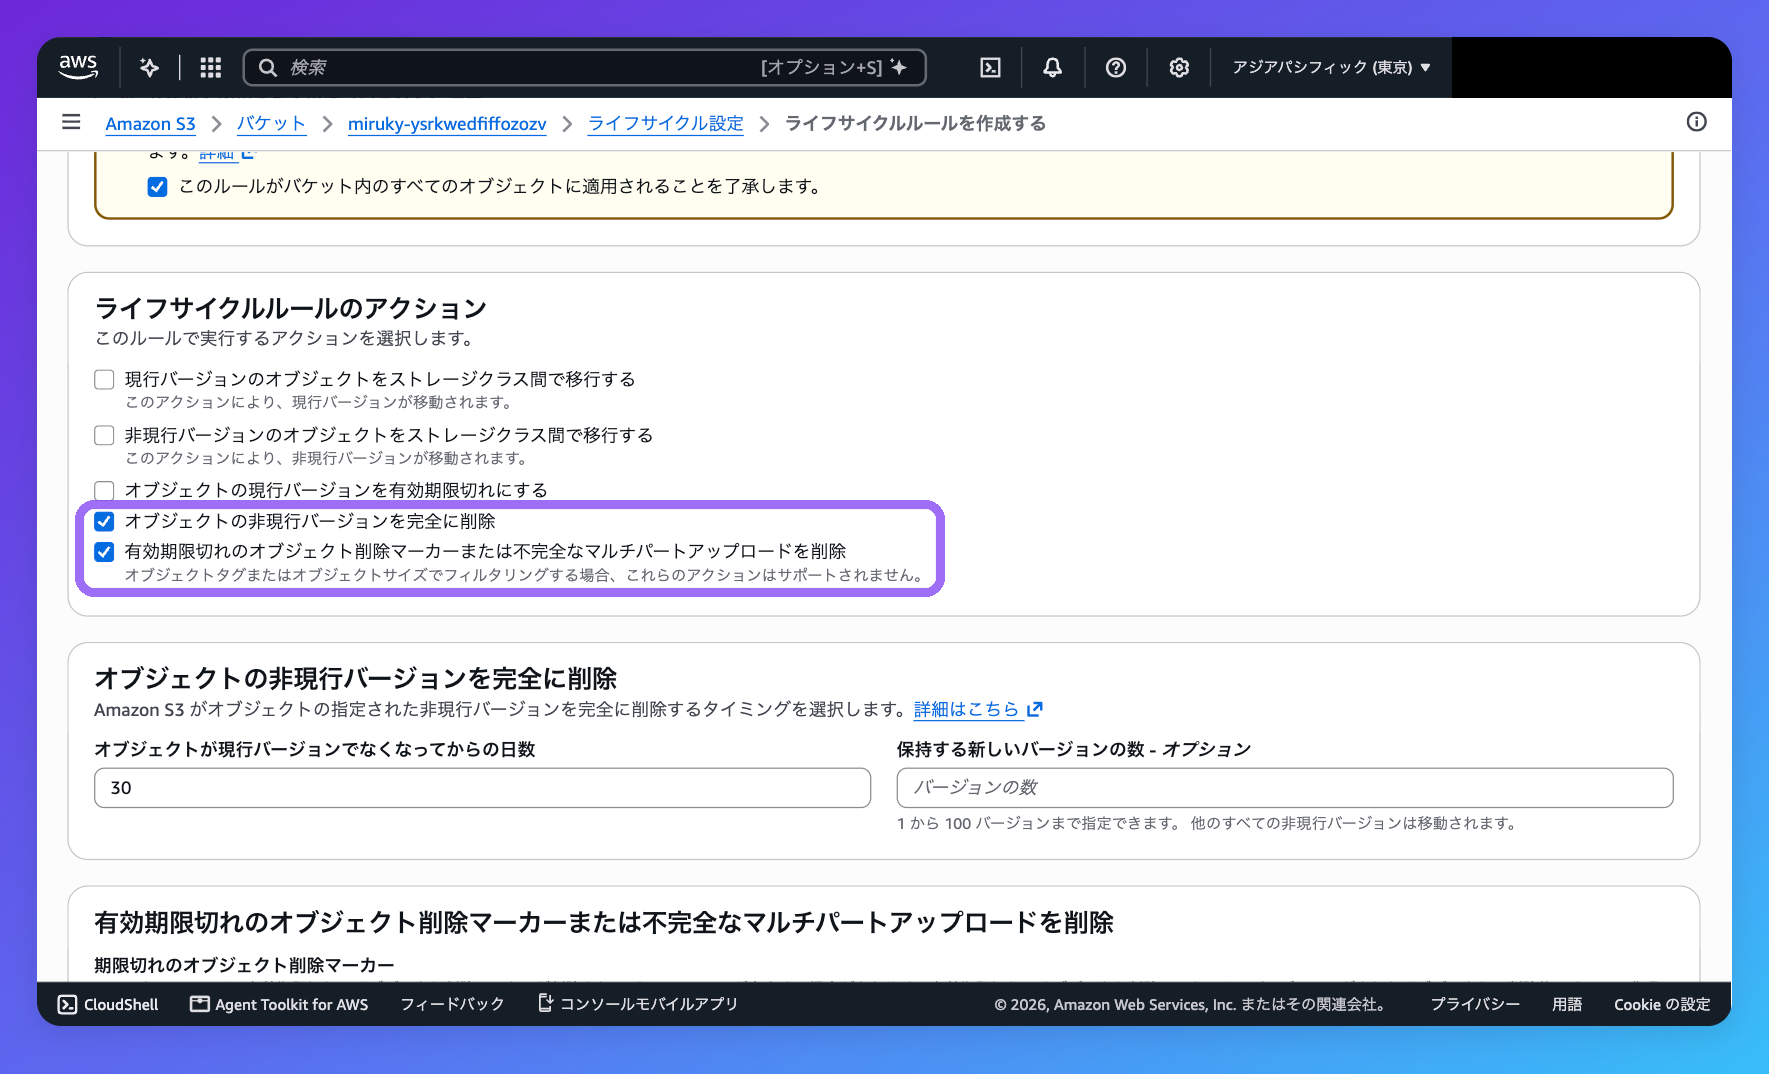 aws
検索
[オプション+S]
アジアパシフィック (東京) ▼
Amazon S3 > バケット > miruky-ysrkwedfiffozozv > ライフサイクル設定 > ライフサイクルルールを作成する
ます。詳細
このルールがバケット内のすべてのオブジェクトに適用されることを了承します。
ライフサイクルルールのアクション
このルールで実行するアクションを選択します。
現行バージョンのオブジェクトをストレージクラス間で移行する
このアクションにより、現行バージョンが移動されます。
非現行バージョンのオブジェクトをストレージクラス間で移行する
このアクションにより、非現行バージョンが移動されます。
オブジェクトの現行バージョンを有効期限切れにする
オブジェクトの非現行バージョンを完全に削除
有効期限切れのオブジェクト削除マーカーまたは不完全なマルチパートアップロードを削除
オブジェクトタグまたはオブジェクトサイズでフィルタリングする場合、これらのアクションはサポートされません。
オブジェクトの非現行バージョンを完全に削除
Amazon S3 がオブジェクトの指定された非現行バージョンを完全に削除するタイミングを選択します。詳細はこちら
オブジェクトが現行バージョンでなくなってからの日数
30
保持する新しいバージョンの数 - オプション
バージョンの数
1 から 100 バージョンまで指定できます。 他のすべての非現行バージョンは移動されます。
有効期限切れのオブジェクト削除マーカーまたは不完全なマルチパートアップロードを削除
期限切れのオブジェクト削除マーカー
CloudShell
Agent Toolkit for AWS
フィードバック
コンソールモバイルアプリ
© 2026, Amazon Web Services, Inc. またはその関連会社。
プライバシー
用語
Cookie の設定